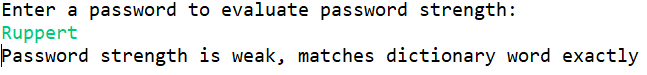 Enter a password to evaluate password strength:
Ruppert
Password strength is weak, matches dictionary word exactly